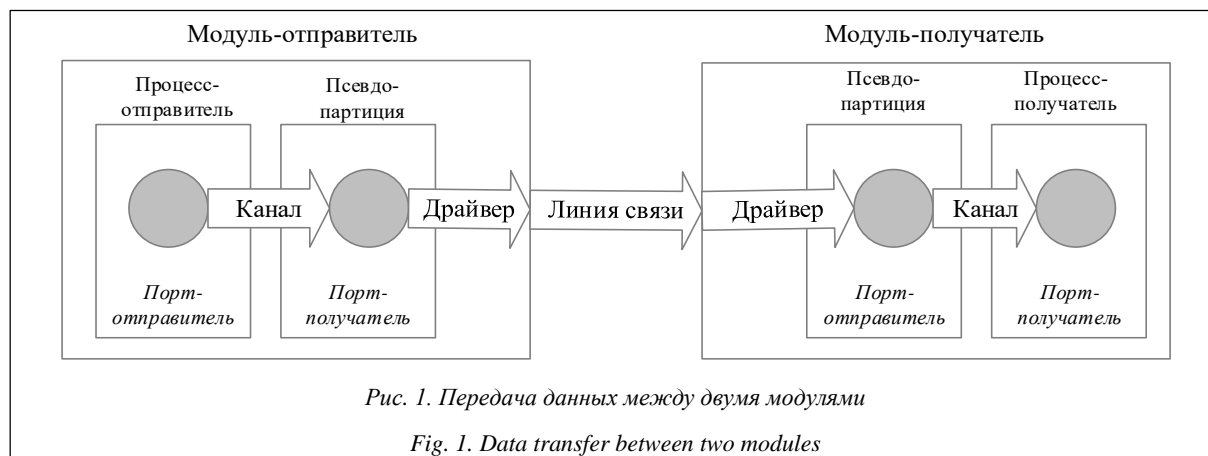 Модуль-отправитель
Модуль-получатель
Процесс-
отправитель
Псевдо-
партиция
Псевдо-
партиция
Процесс-
получатель
Канал
Драйвер
Линия связи
Драйвер
Канал
Порт-
отправитель
Порт-
получатель
Порт-
отправитель
Порт-
получатель
Рис. 1. Передача данных между двумя модулями
Fig. 1. Data transfer between two modules